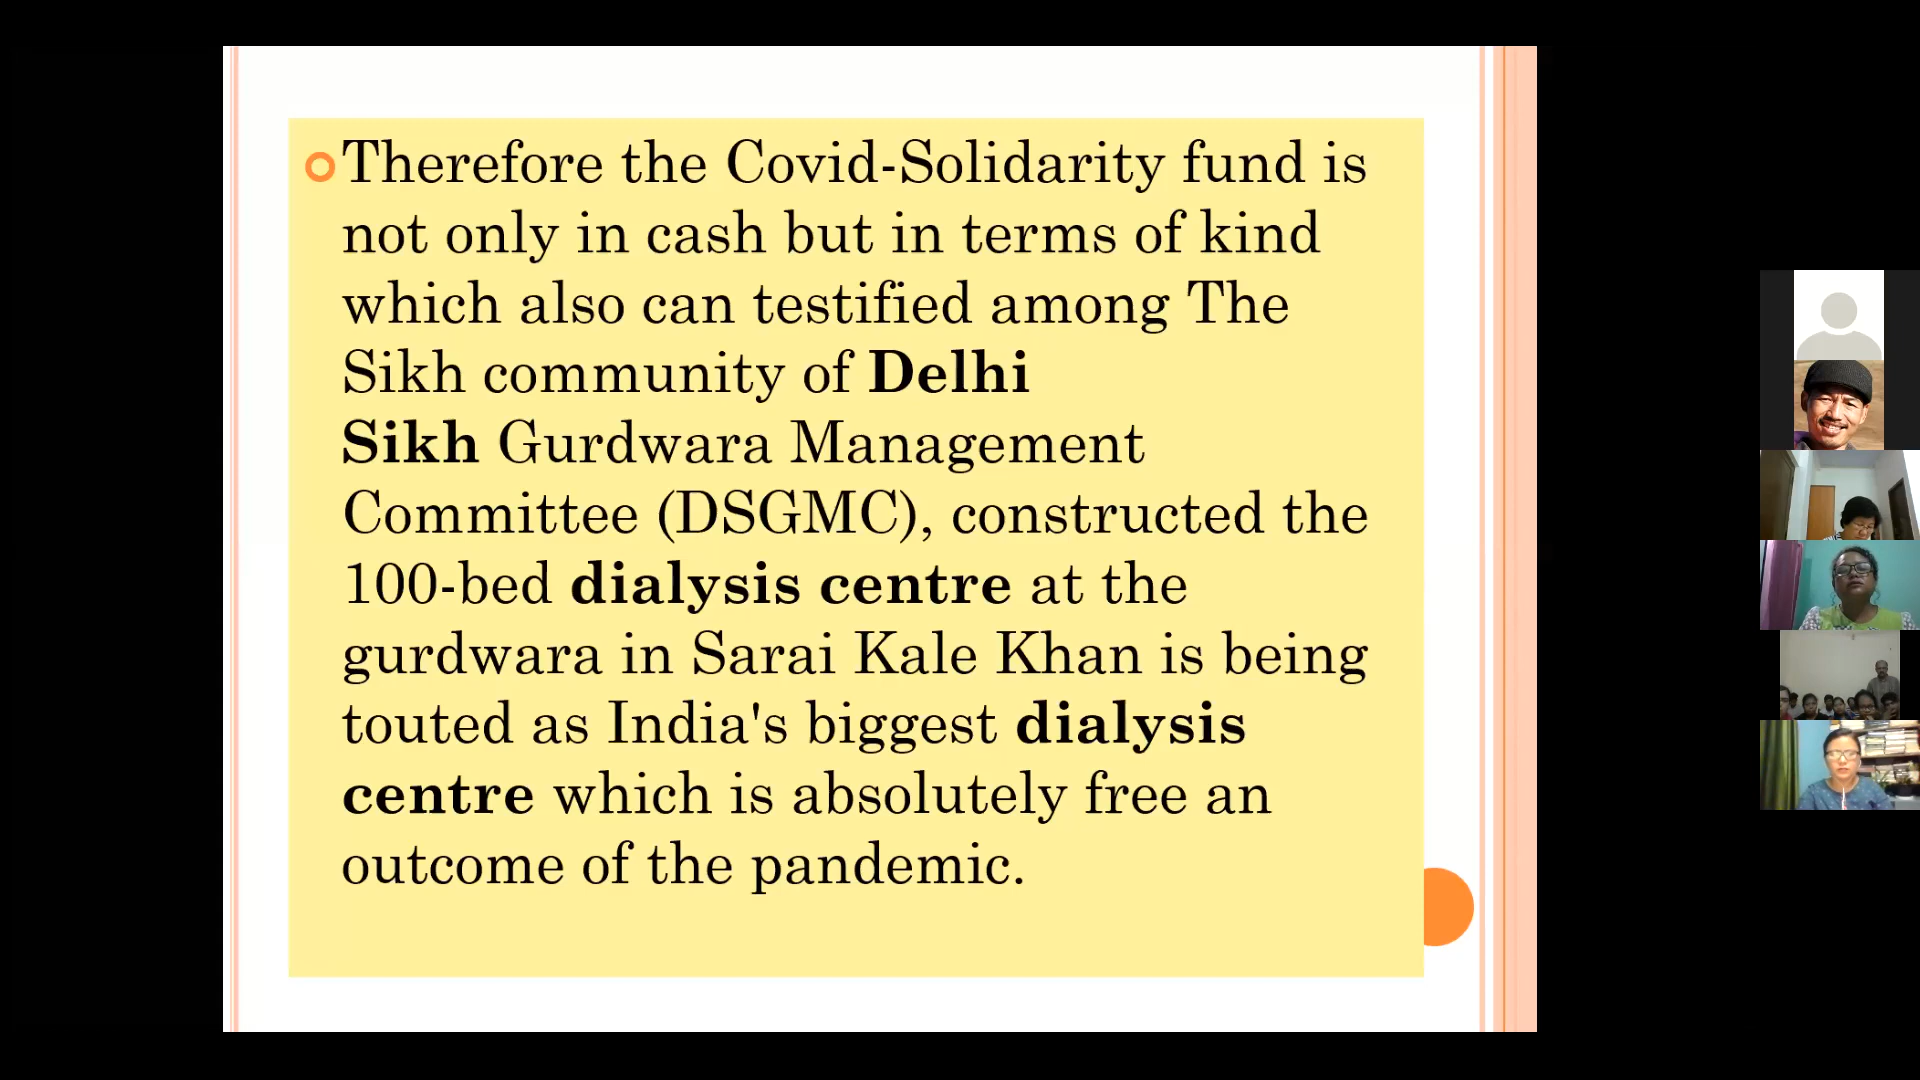 Therefore the Covid-Solidarity fund is
not only in cash but in terms of kind
which also can testified among The
Sikh community of Delhi
Sikh Gurdwara Management
Committee (DSGMC), constructed the
100-bed dialysis centre at the
gurdwara in Sarai Kale Khan is being
touted as India's biggest dialysis
centre which is absolutely free an
outcome of the pandemic.